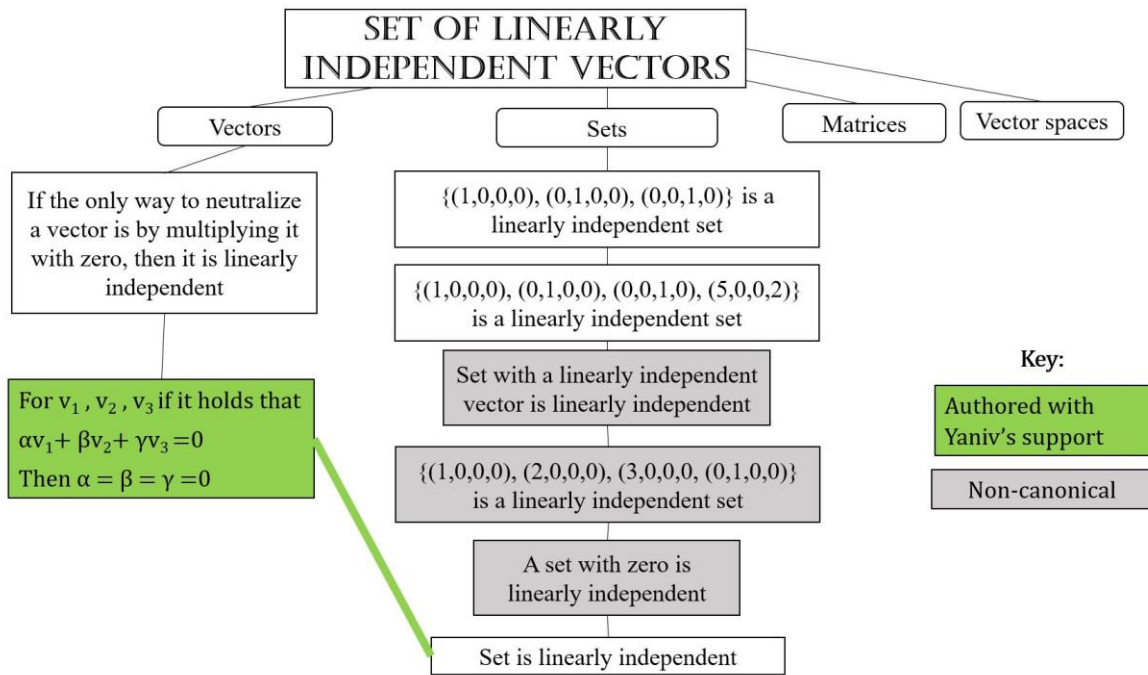 SET OF LINEARLY
INDEPENDENT VECTORS
Vectors
Sets
Matrices
Vector spaces
If the only way to neutralize
a vector is by multiplying it
with zero, then it is linearly
independent
For v₁ , v₂ , v₃ if it holds that
αv₁+ βv₂+ γv₃ =0
Then α = β = γ =0
{(1,0,0,0), (0,1,0,0), (0,0,1,0)} is a
linearly independent set
{(1,0,0,0), (0,1,0,0), (0,0,1,0), (5,0,0,2)}
is a linearly independent set
Set with a linearly independent
vector is linearly independent
{(1,0,0,0), (2,0,0,0), (3,0,0,0, (0,1,0,0)}
is a linearly independent set
A set with zero is
linearly independent
Set is linearly independent
Key:
Authored with
Yaniv's support
Non-canonical